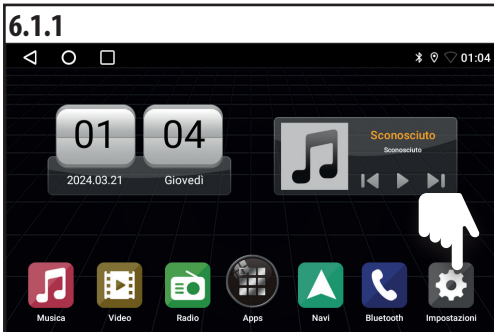 6.1.1
01:04
01 04
Sconosciuto
Sconosciuto
2024.03.21 Giovedì
Musica Video Radio Apps Navi Bluetooth Impostazioni